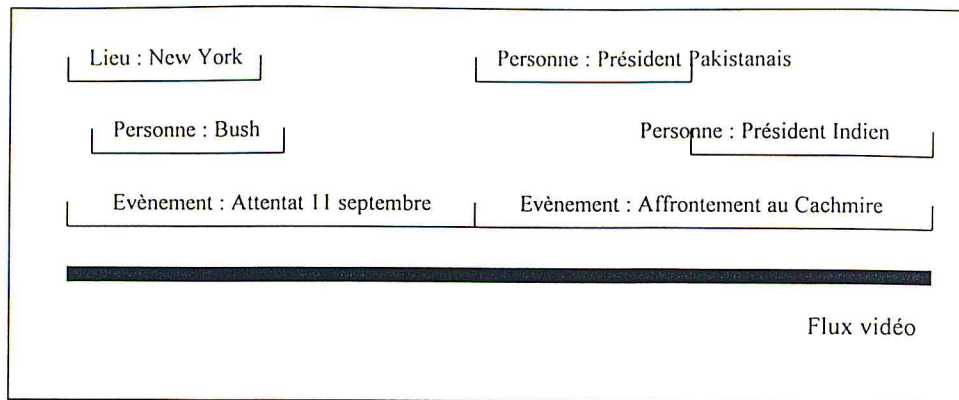 Lieu : New York
Personne : Président Pakistanais
Personne : Bush
Personne : Président Indien
Evènement : Attentat 11 septembre
Evènement : Affrontement au Cachmire
Flux vidéo